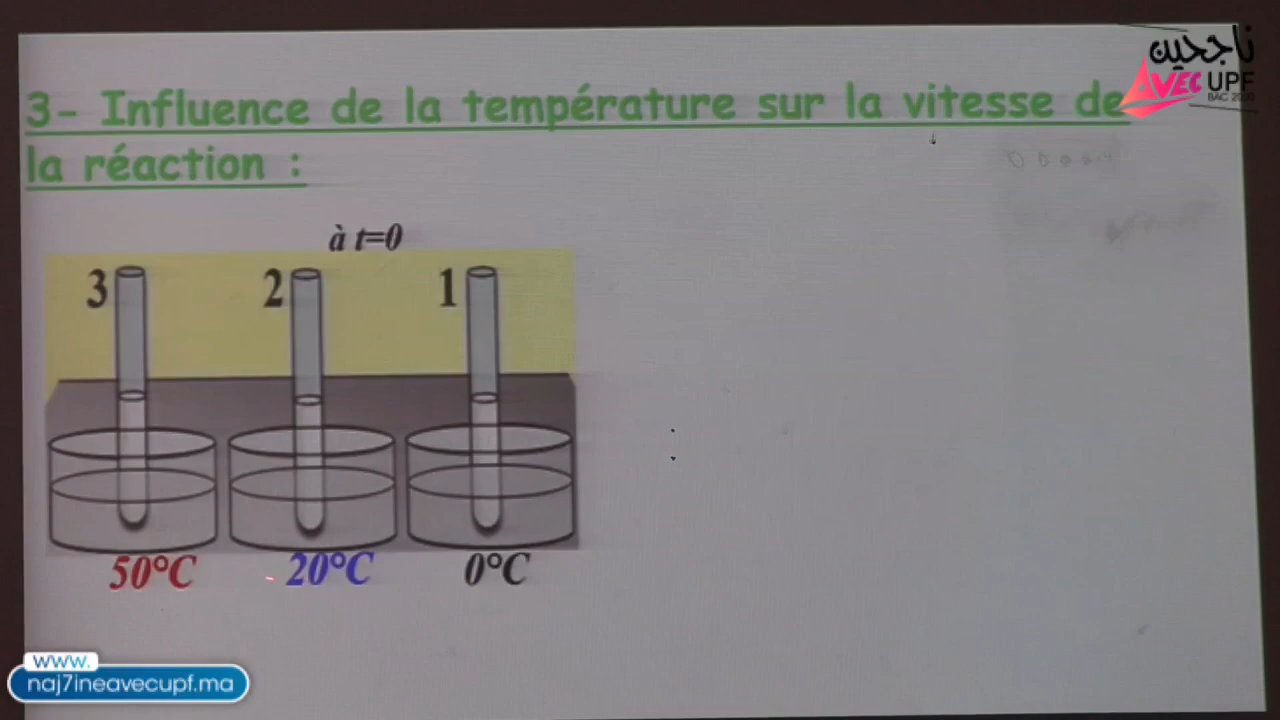 ناجحين
AVEC UPF
BAC 2020
3- Influence de la température sur la vitesse de
la réaction :
à t=0
3 2 1
50°C 20°C 0°C
www.
naj7ineavecupf.ma